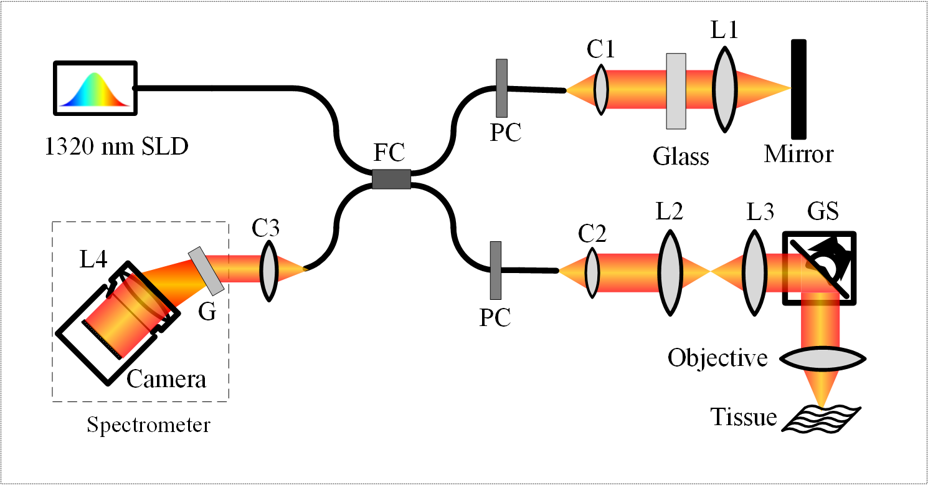 L1
C1
1320 nm SLD
PC
FC
Glass
Mirror
L2
L3
GS
C3
C2
L4
G
PC
Objective
Camera
Tissue
Spectrometer